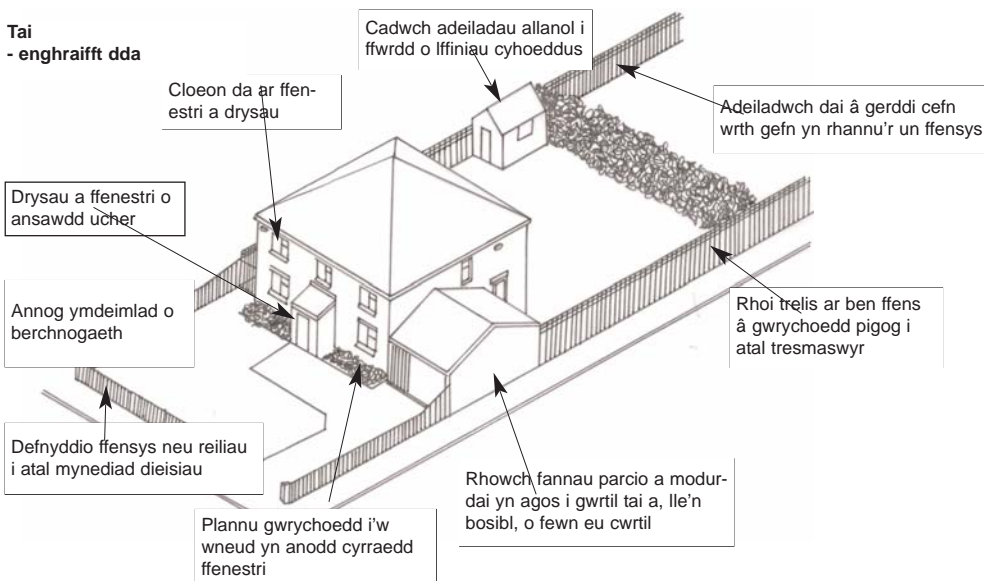 Tai
- enghraifft dda
Cadwch adeiladau allanol i
ffwrdd o lffiniau cyhoeddus
Cloeon da ar ffen-
estri a drysau
Adeiladwch dai â gerddi cefn
wrth gefn yn rhannu'r un ffensys
Drysau a ffenestri o
ansawdd ucher
Annog ymdeimlad o
berchnogaeth
Rhoi trelis ar ben ffens
â gwrychoedd pigog i
atal tresmaswyr
Defnyddio ffensys neu reiliau
i atal mynediad dieisiau
Rhowch fannau parcio a modur-
dai yn agos i gwrtil tai a, lle'n
bosibl, o fewn eu cwrtil
Plannu gwrychoedd i'w
wneud yn anodd cyrraedd
ffenestri